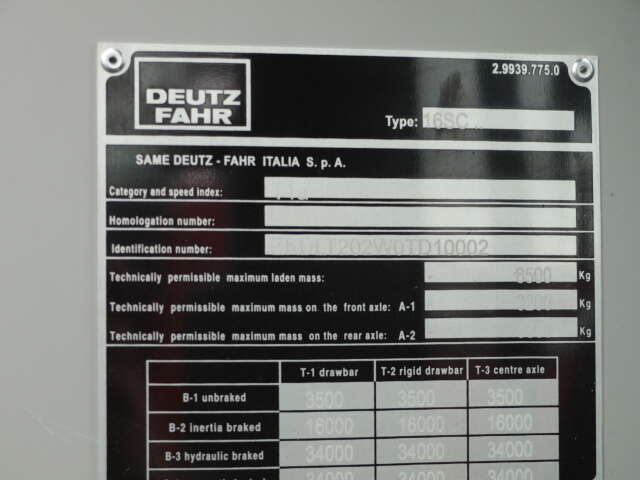 2.9939.775.0
DEUTZ
FAHR
Type: 16SC
SAME DEUTZ - FAHR ITALIA S. p. A.
Category and speed index:
Homologation number:
Identification number:
Technically permissible maximum laden mass: 8500 Kg
Technically permissible maximum mass on the front axle: A-1 Kg
Technically permissible maximum mass on the rear axle: A-2 Kg
T-1 drawbar T-2 rigid drawbar T-3 centre axle
B-1 unbraked 3500 3500 3500
B-2 inertia braked 16000 16000 16000
B-3 hydraulic braked 34000 34000 34000
34000 34000 34000